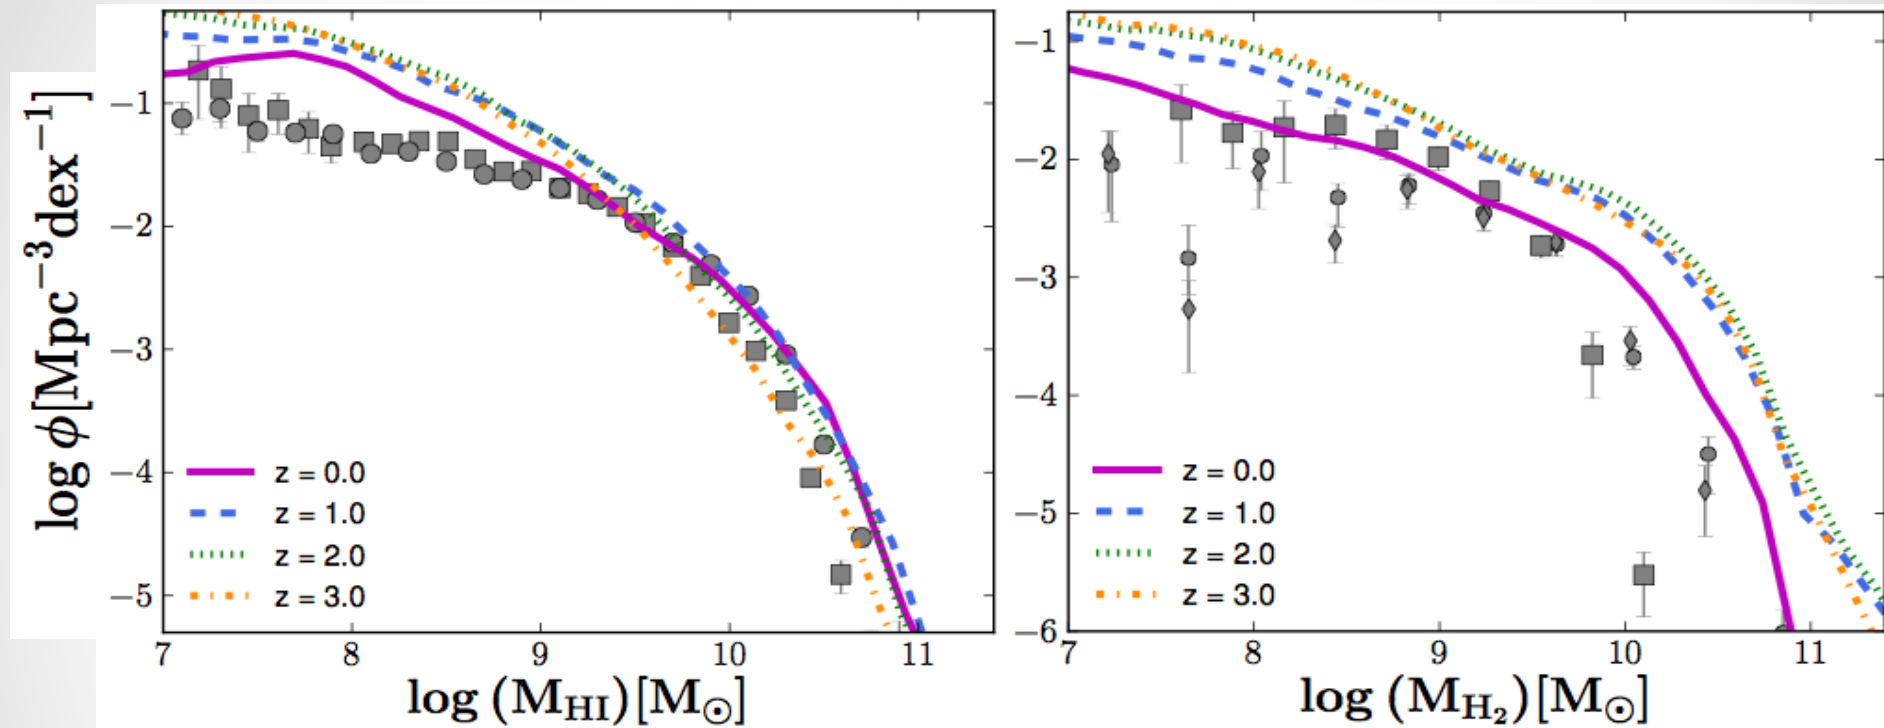 log ϕ[Mpc⁻³dex⁻¹]
−1
−2
−3
−4
−5
z = 0.0
z = 1.0
z = 2.0
z = 3.0
7 8 9 10 11
log (M_HI)[M_⊙]
−1
−2
−3
−4
−5
−6
z = 0.0
z = 1.0
z = 2.0
z = 3.0
7 8 9 10 11
log (M_H₂)[M_⊙]